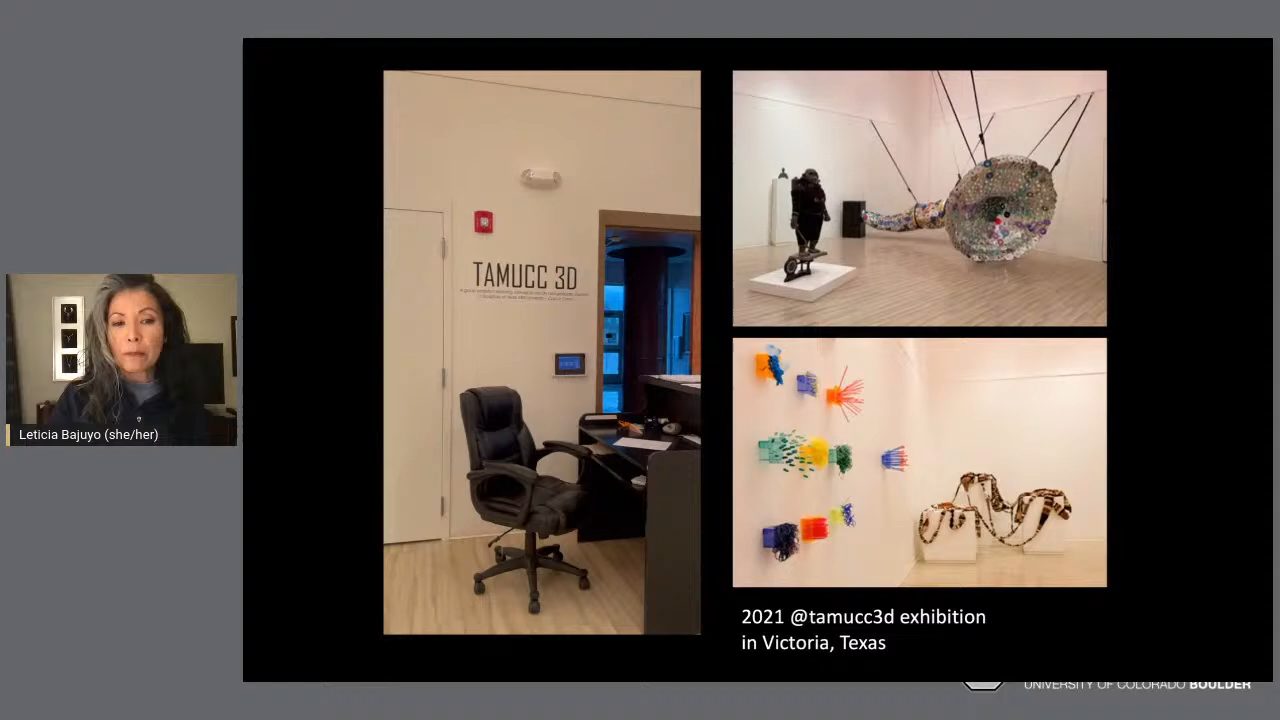 TAMUCC 3D
2021 @tamucc3d exhibition
in Victoria, Texas
Leticia Bajuyo (she/her)
UNIVERSITY OF COLORADO BOULDER